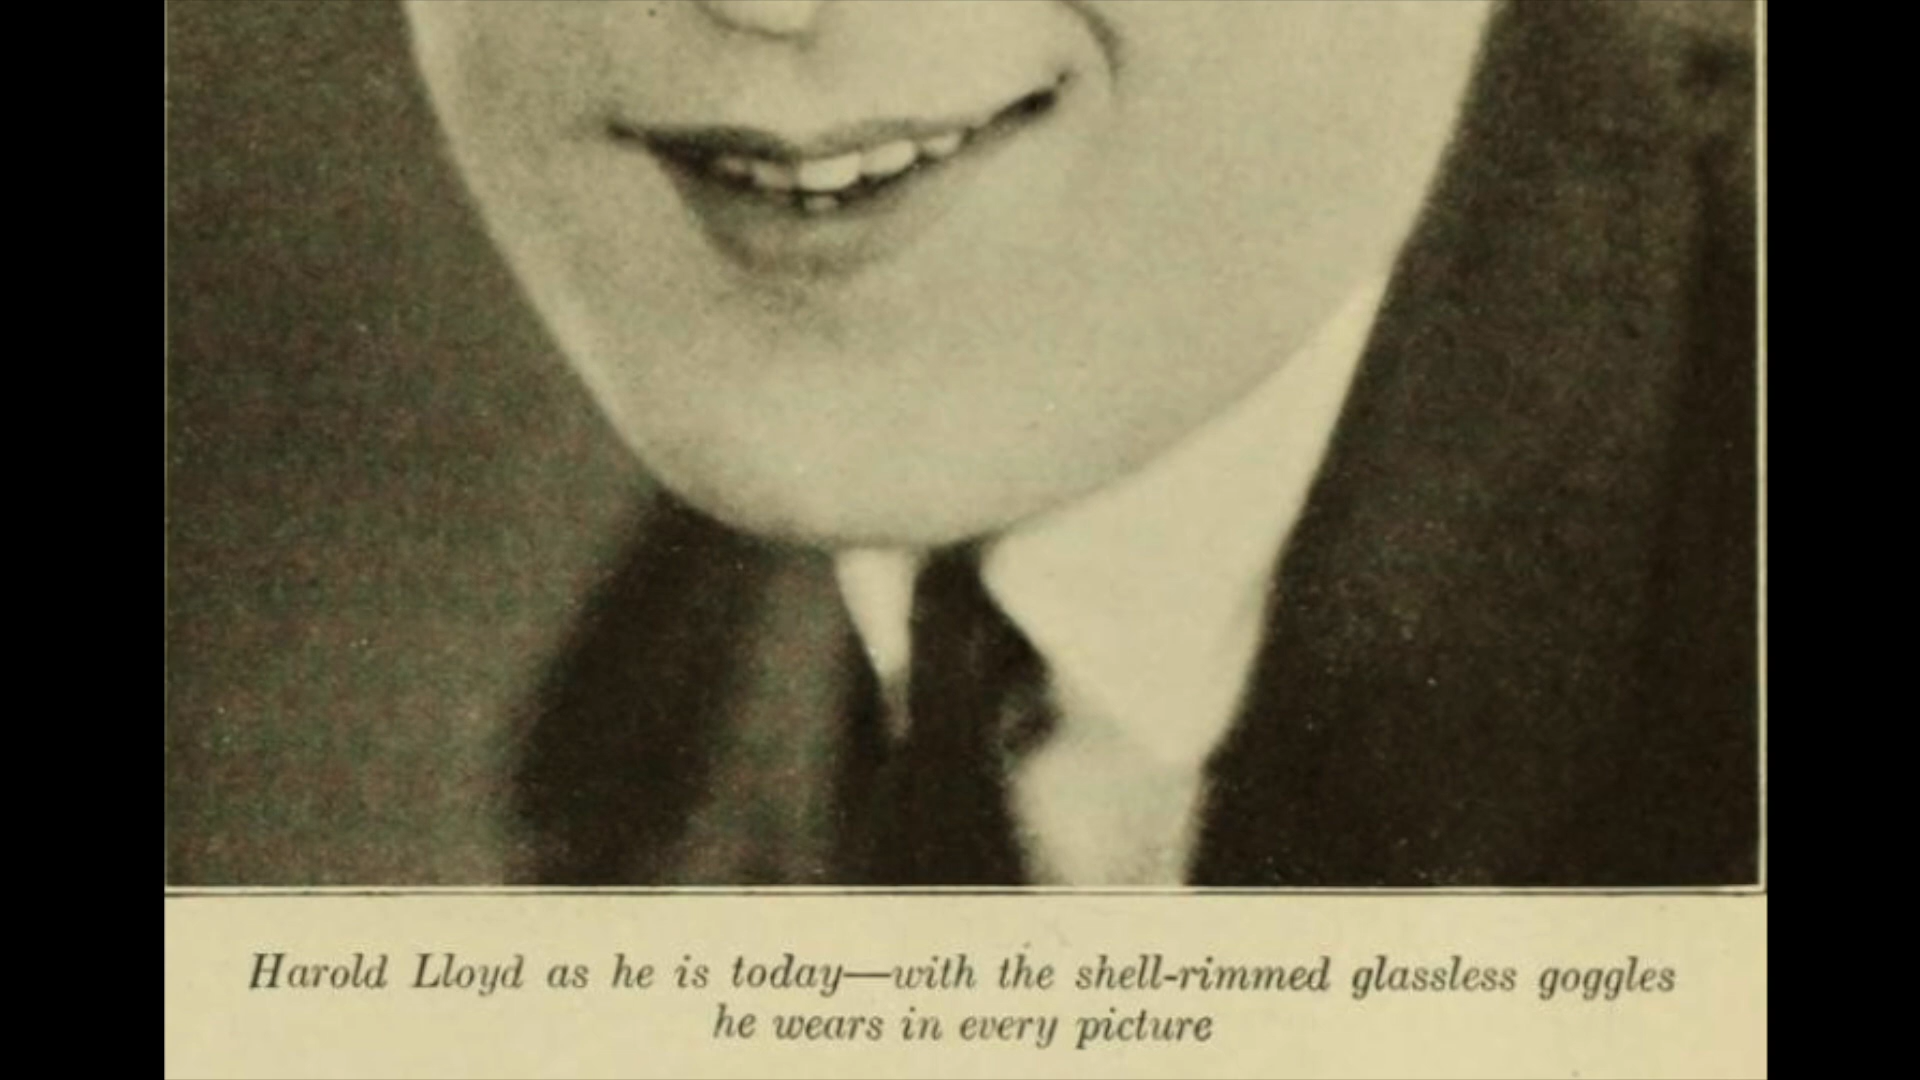 Harold Lloyd as he is today—with the shell-rimmed glassless goggles
he wears in every picture